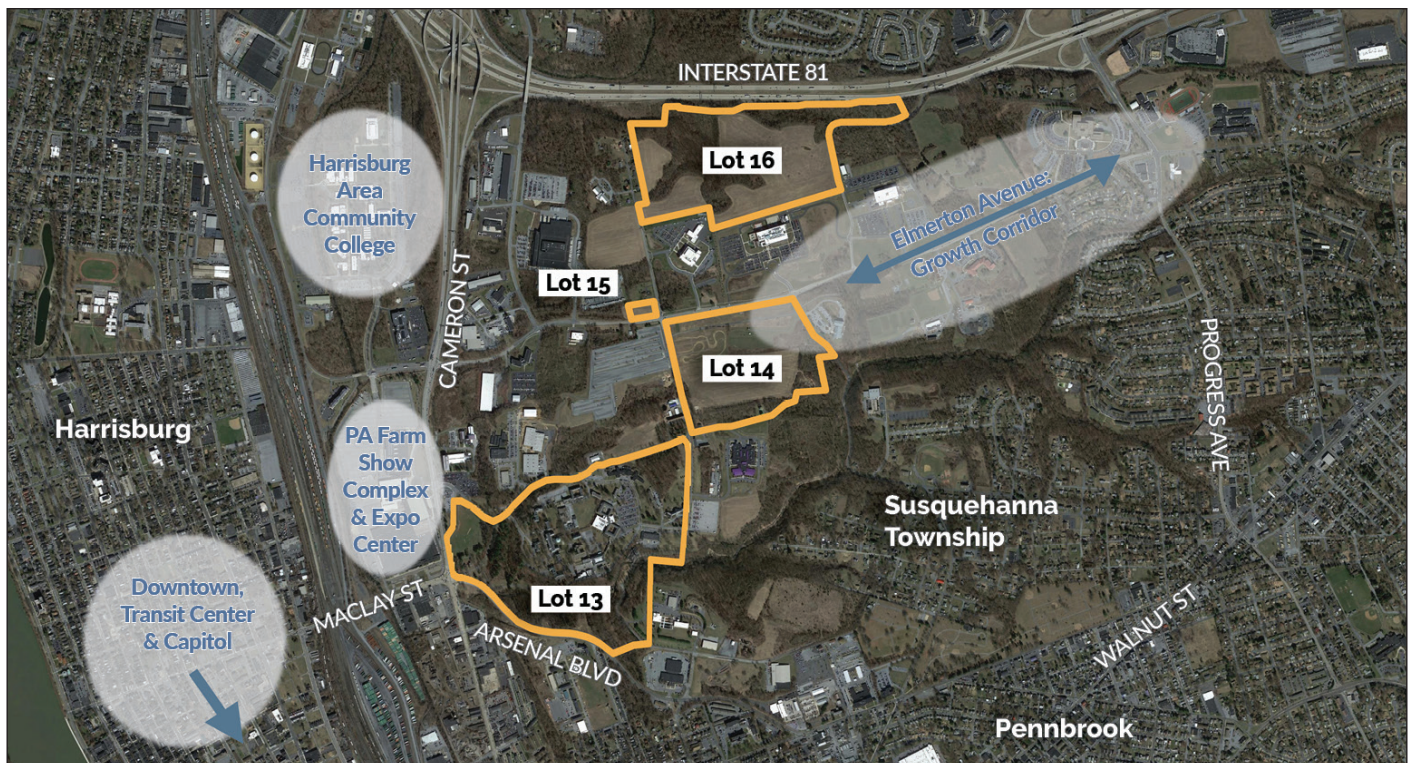 INTERSTATE 81
Lot 16
Harrisburg
Area
Community
College
Elmerton Avenue:
Growth Corridor
CAMERON ST
Lot 15
Lot 14
PROGRESS AVE
Harrisburg
PA Farm
Show
Complex
& Expo
Center
Susquehanna
Township
Downtown,
Transit Center
& Capitol
MACLAY ST
Lot 13
ARSENAL BLVD
WALNUT ST
Pennbrook